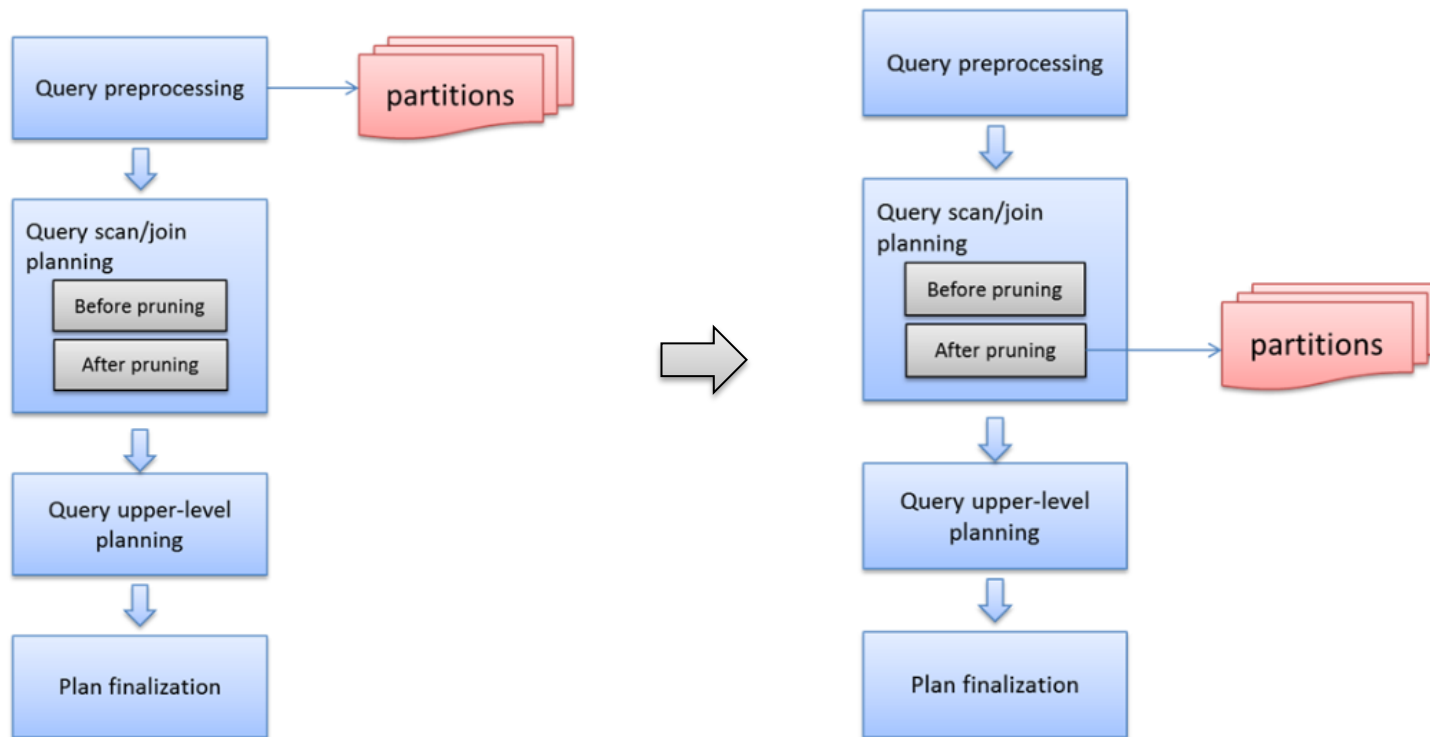 Query preprocessing
partitions
Query scan/join
planning
Before pruning
After pruning
Query upper-level
planning
Plan finalization
Query preprocessing
Query scan/join
planning
Before pruning
After pruning
partitions
Query upper-level
planning
Plan finalization